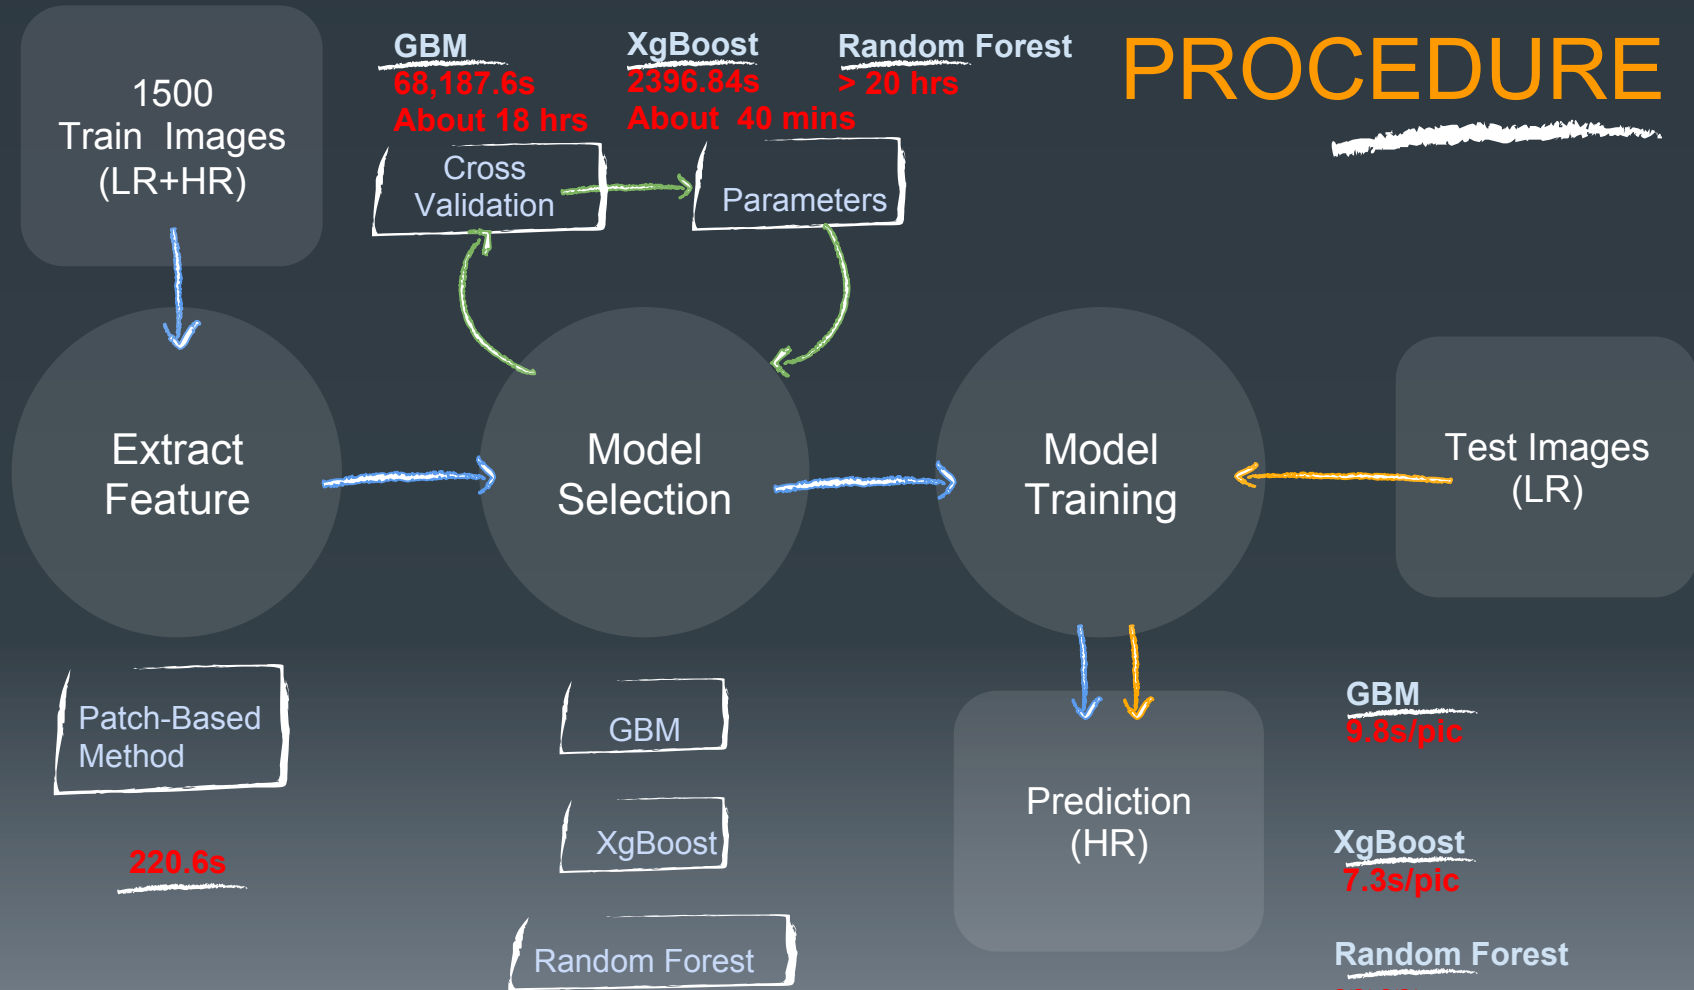 PROCEDURE
1500
Train Images
(LR+HR)
GBM
68,187.6s
About 18 hrs
XgBoost
2396.84s
About 40 mins
Random Forest
> 20 hrs
Cross
Validation
Parameters
Extract
Feature
Model
Selection
Model
Training
Test Images
(LR)
Patch-Based
Method
220.6s
GBM
XgBoost
Random Forest
Prediction
(HR)
GBM
9.8s/pic
XgBoost
7.3s/pic
Random Forest